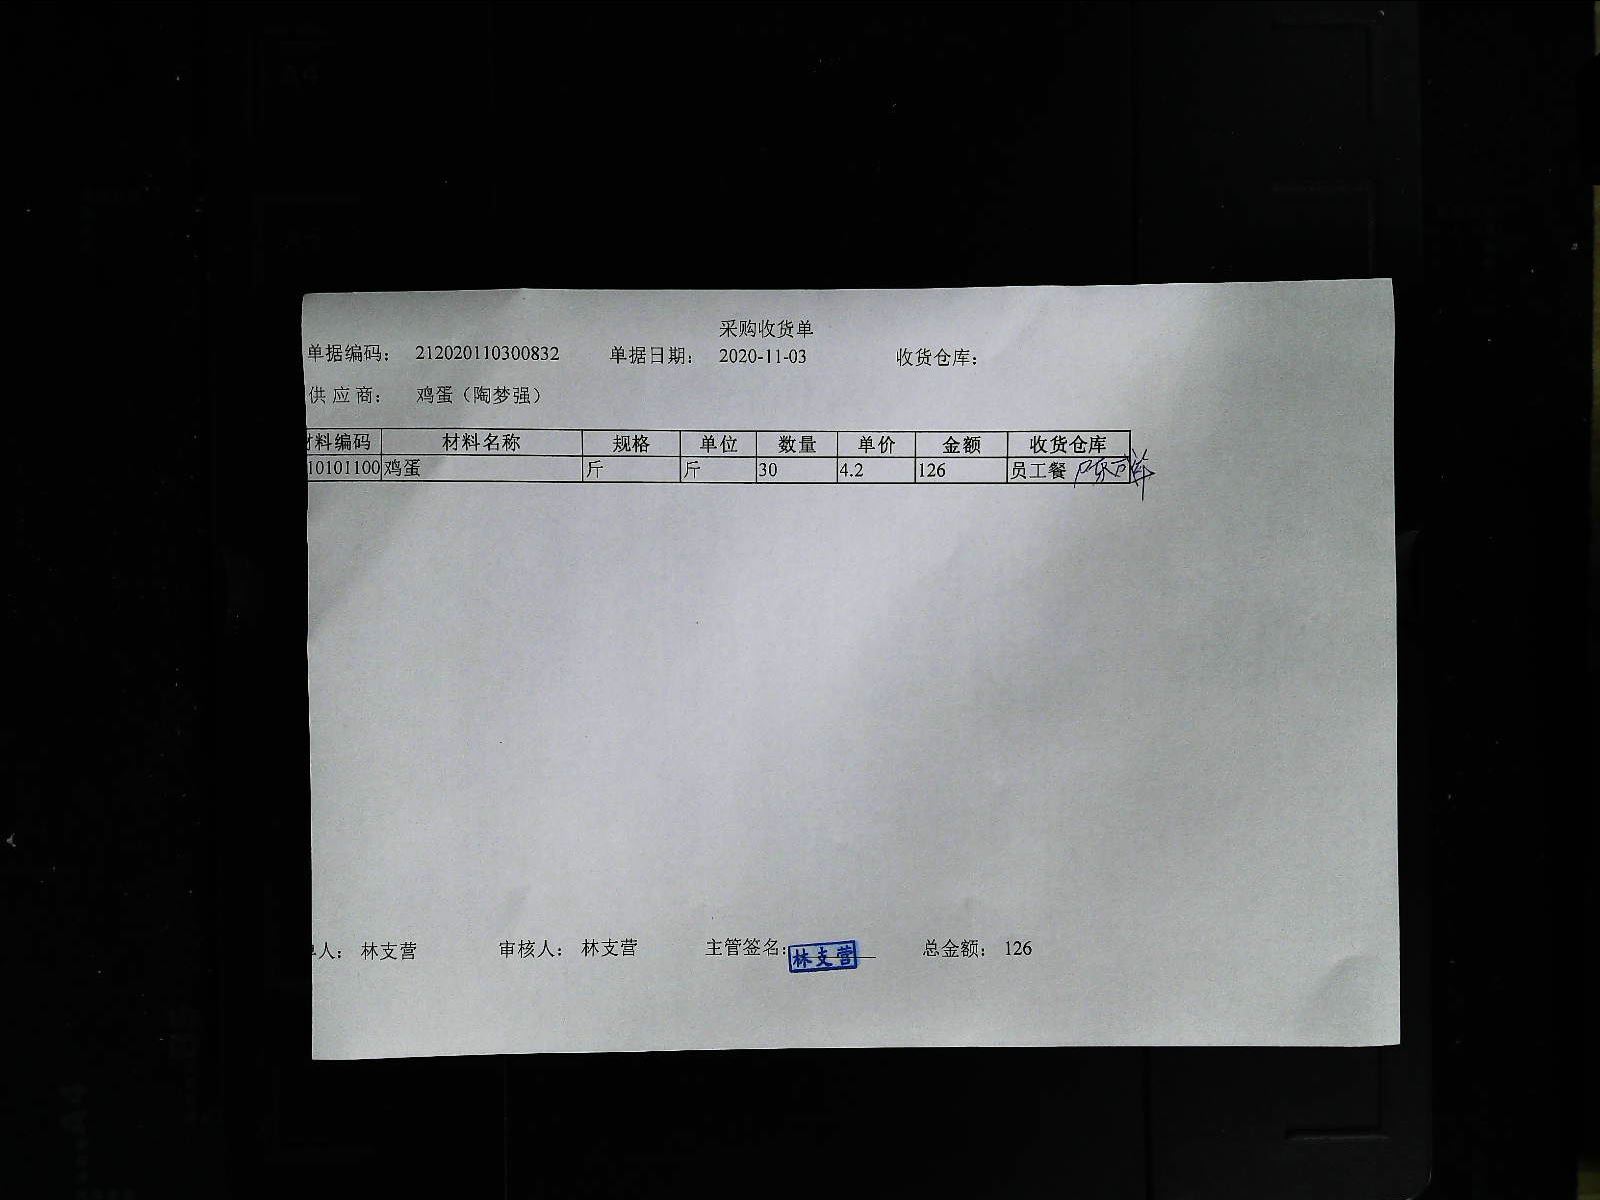 采购收货单
单据编码： 212020110300832 单据日期： 2020-11-03 收货仓库：
供 应 商： 鸡蛋（陶梦强）
材料编码 材料名称 规格 单位 数量 单价 金额 收货仓库
10101100 鸡蛋 斤 斤 30 4.2 126 员工餐
人： 林支营 审核人： 林支营 主管签名： 林支营 总金额： 126